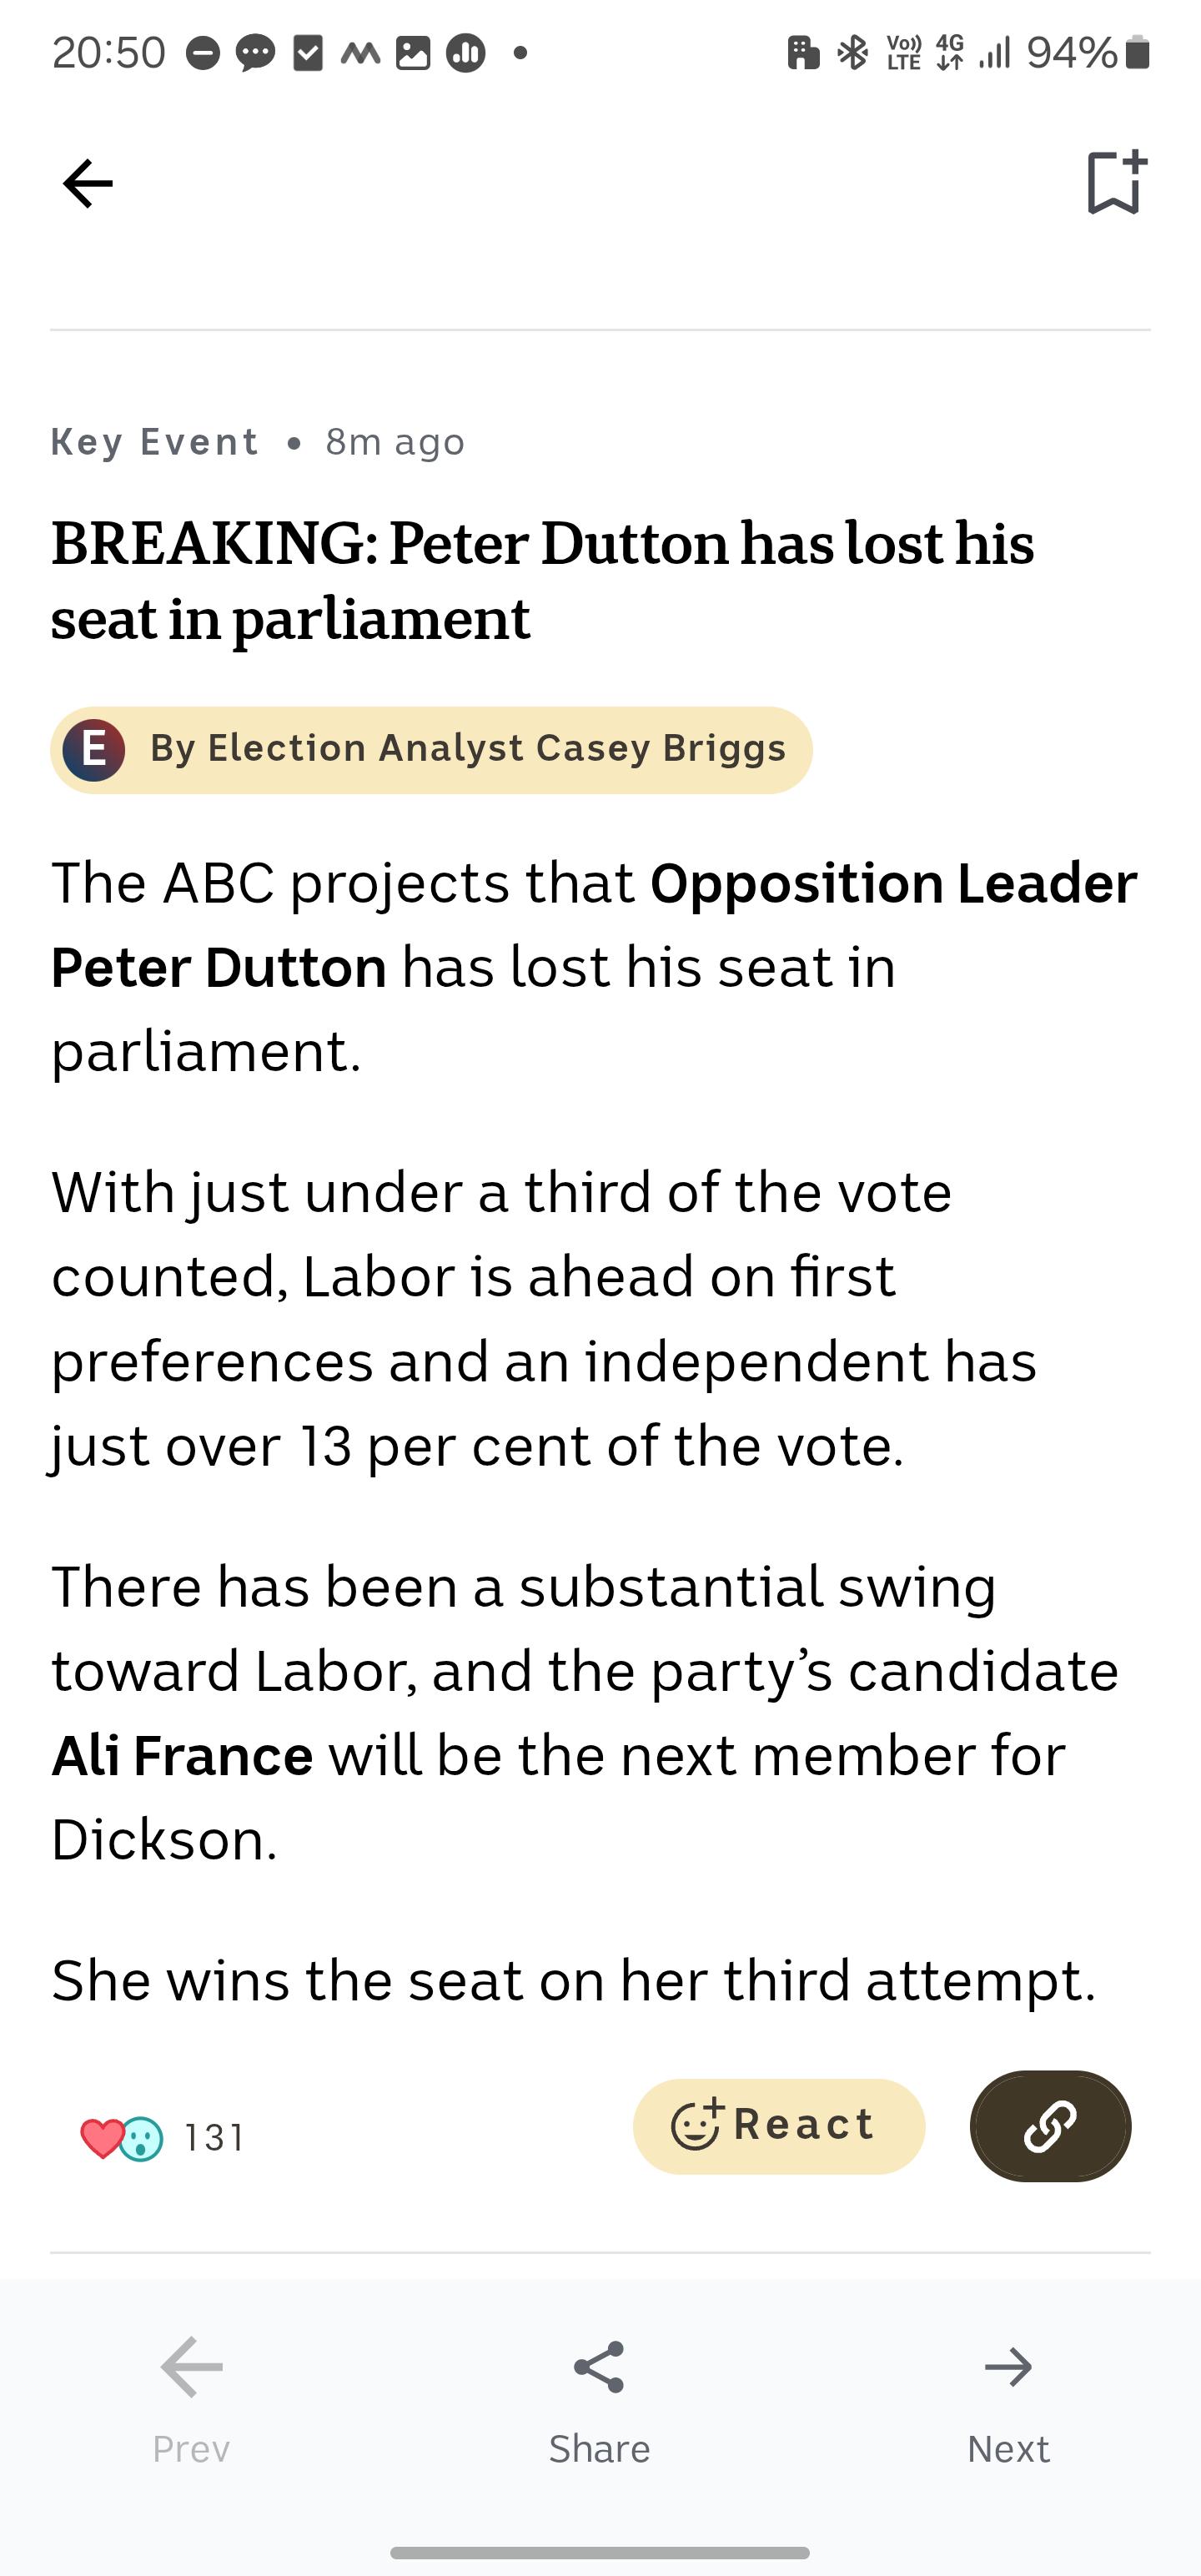 20:50
Vo)) LTE 4G 94%
Key Event • 8m ago
BREAKING: Peter Dutton has lost his
seat in parliament
E By Election Analyst Casey Briggs
The ABC projects that Opposition Leader
Peter Dutton has lost his seat in
parliament.
With just under a third of the vote
counted, Labor is ahead on first
preferences and an independent has
just over 13 per cent of the vote.
There has been a substantial swing
toward Labor, and the party’s candidate
Ali France will be the next member for
Dickson.
She wins the seat on her third attempt.
131 React
Prev Share Next